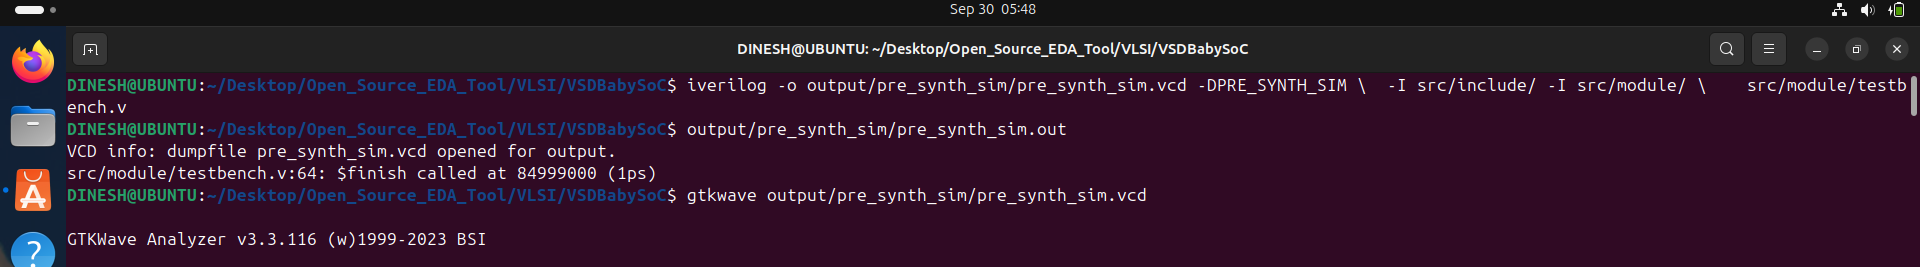 Sep 30 05:48
DINESH@UBUNTU: ~/Desktop/Open_Source_EDA_Tool/VLSI/VSDBabySoC
DINESH@UBUNTU:~/Desktop/Open_Source_EDA_Tool/VLSI/VSDBabySoC$ iverilog -o output/pre_synth_sim/pre_synth_sim.vcd -DPRE_SYNTH_SIM \  -I src/include/ -I src/module/ \    src/module/testb
ench.v
DINESH@UBUNTU:~/Desktop/Open_Source_EDA_Tool/VLSI/VSDBabySoC$ output/pre_synth_sim/pre_synth_sim.out
VCD info: dumpfile pre_synth_sim.vcd opened for output.
src/module/testbench.v:64: $finish called at 84999000 (1ps)
DINESH@UBUNTU:~/Desktop/Open_Source_EDA_Tool/VLSI/VSDBabySoC$ gtkwave output/pre_synth_sim/pre_synth_sim.vcd
GTKWave Analyzer v3.3.116 (w)1999-2023 BSI